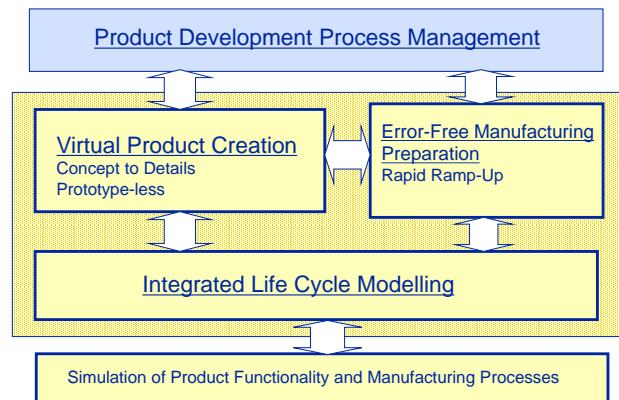 Product Development Process Management
Virtual Product Creation
Concept to Details
Prototype-less
Error-Free Manufacturing
Preparation
Rapid Ramp-Up
Integrated Life Cycle Modelling
Simulation of Product Functionality and Manufacturing Processes